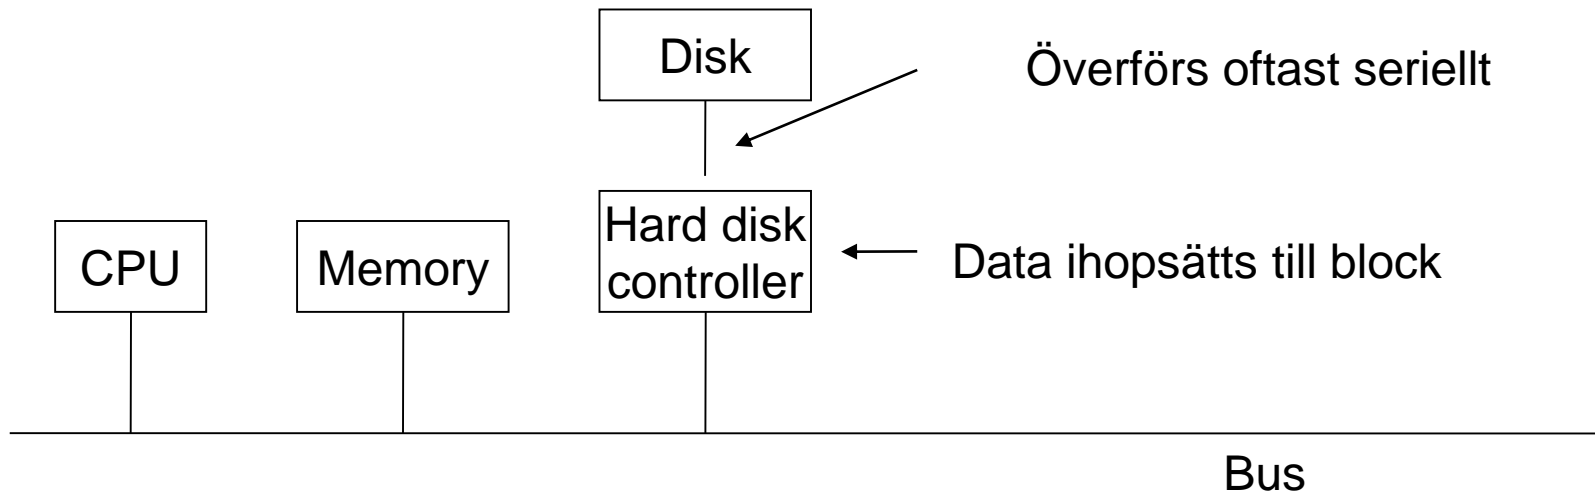 Disk
Överförs oftast seriellt
CPU
Memory
Hard disk
controller
Data ihopsätts till block
Bus